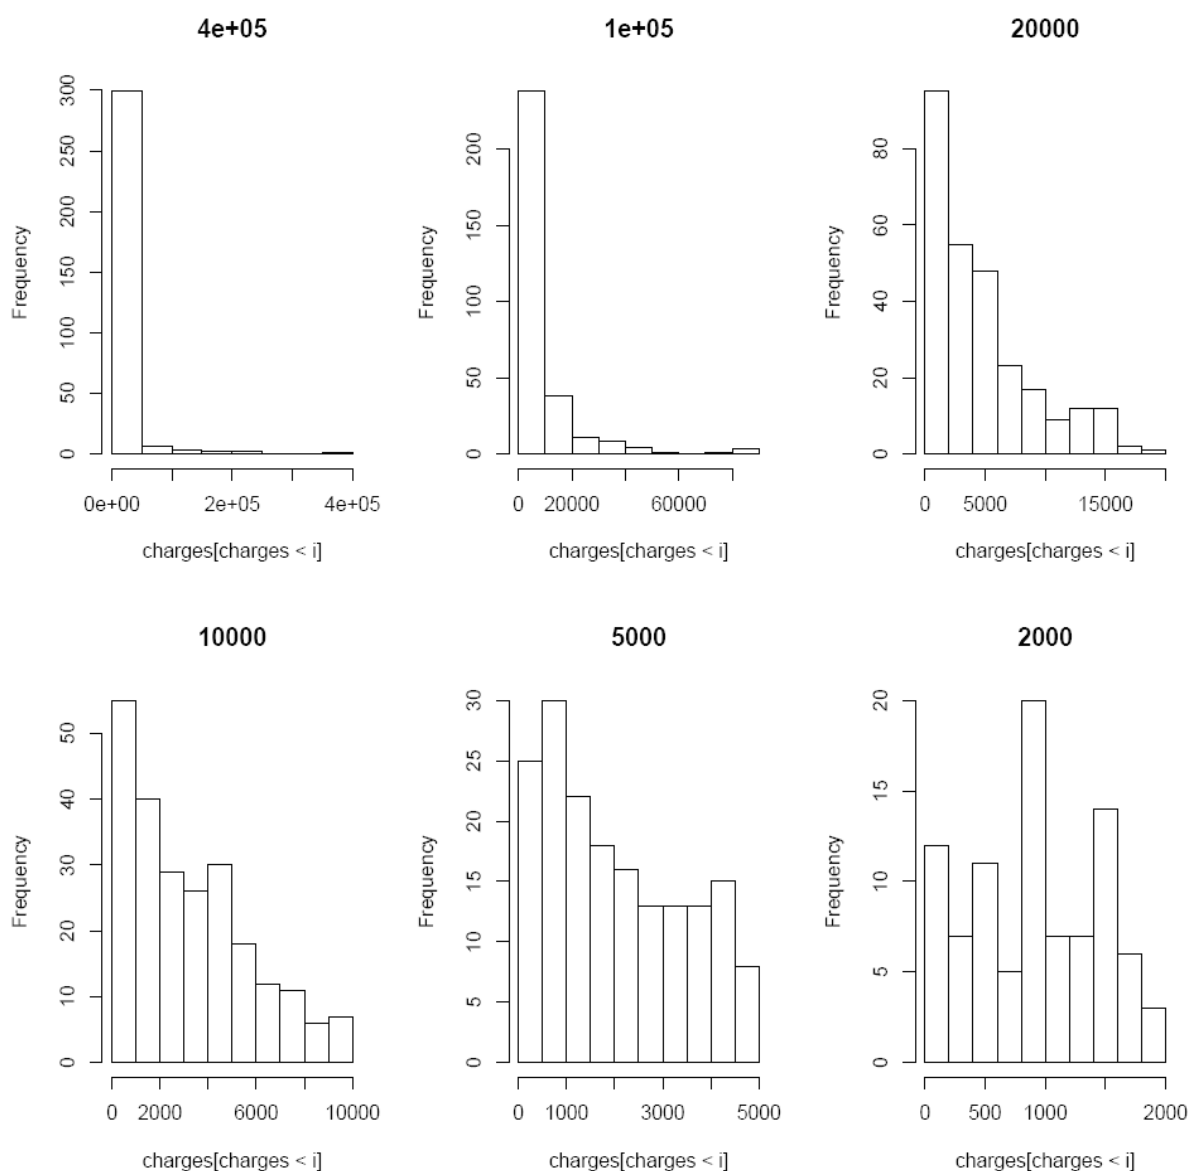 4e+05
1e+05
20000
300
250
200
150
100
50
0
Frequency
0e+00 2e+05 4e+05
charges[charges < i]
200
150
100
50
0
Frequency
0 20000 60000
charges[charges < i]
80
60
40
20
0
Frequency
0 5000 15000
charges[charges < i]
10000
5000
2000
50
40
30
20
10
0
Frequency
0 2000 6000 10000
charges[charges < i]
30
25
20
15
10
5
0
Frequency
0 1000 3000 5000
charges[charges < i]
20
15
10
5
0
Frequency
0 500 1000 2000
charges[charges < i]